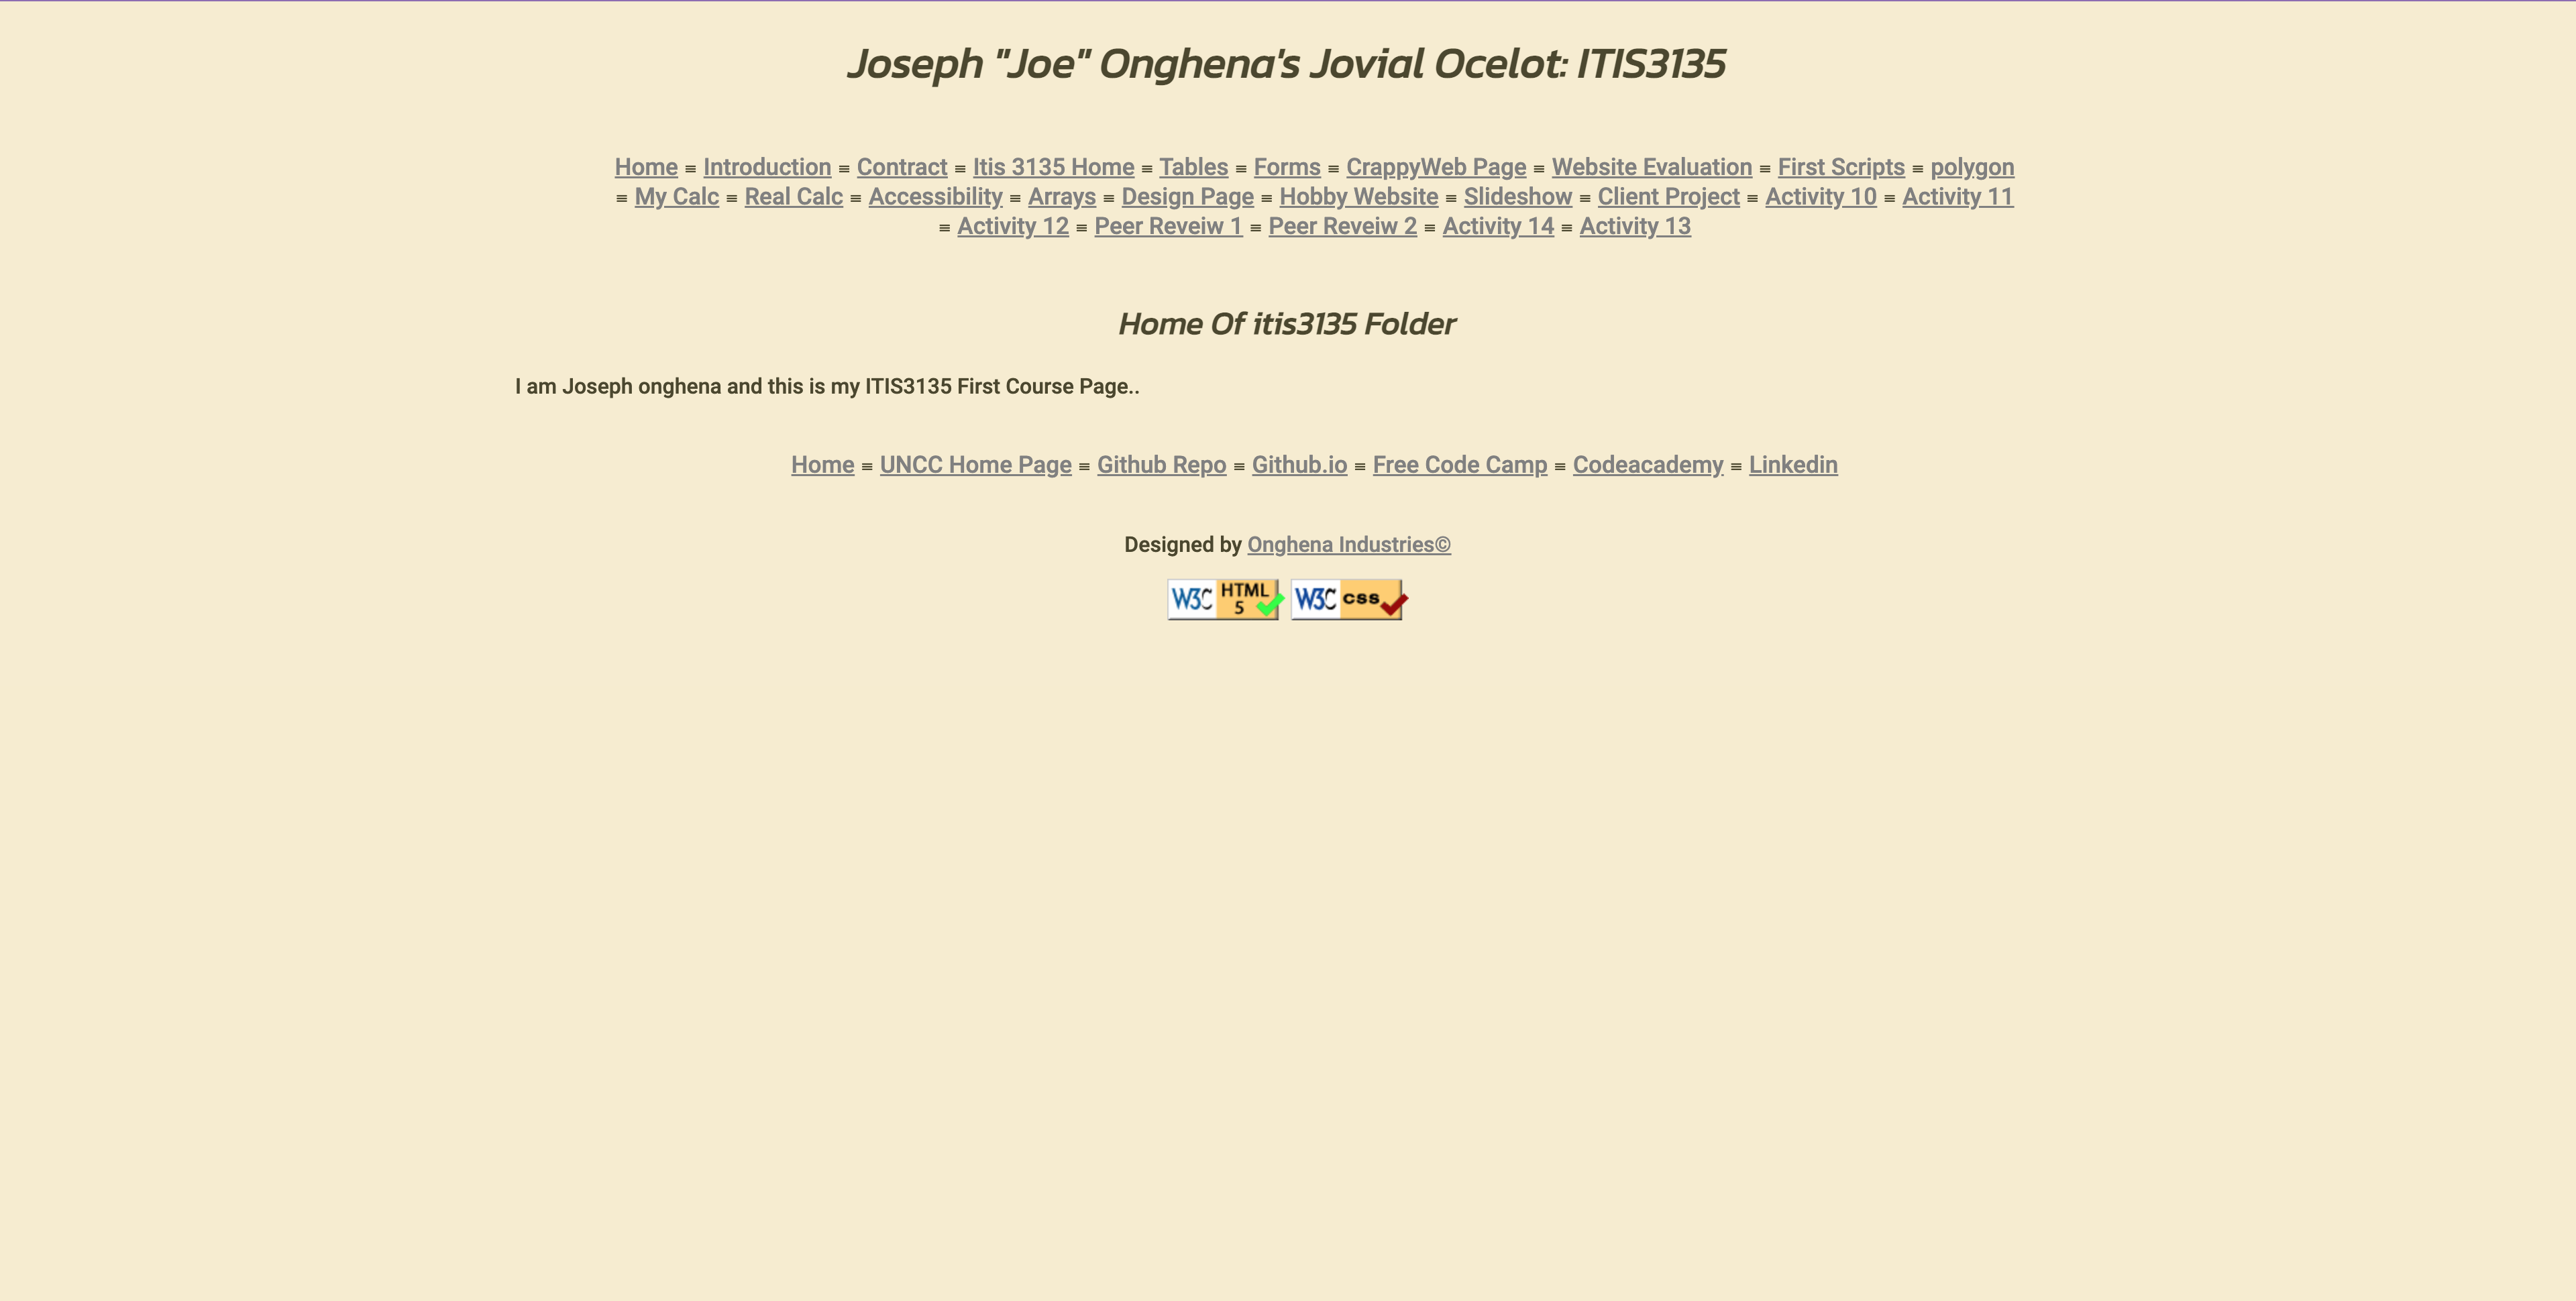 Joseph "Joe" Onghena's Jovial Ocelot: ITIS3135
Home ≡ Introduction ≡ Contract ≡ Itis 3135 Home ≡ Tables ≡ Forms ≡ CrappyWeb Page ≡ Website Evaluation ≡ First Scripts ≡ polygon
≡ My Calc ≡ Real Calc ≡ Accessibility ≡ Arrays ≡ Design Page ≡ Hobby Website ≡ Slideshow ≡ Client Project ≡ Activity 10 ≡ Activity 11
≡ Activity 12 ≡ Peer Reveiw 1 ≡ Peer Reveiw 2 ≡ Activity 14 ≡ Activity 13
Home Of itis3135 Folder
I am Joseph onghena and this is my ITIS3135 First Course Page..
Home ≡ UNCC Home Page ≡ Github Repo ≡ Github.io ≡ Free Code Camp ≡ Codeacademy ≡ Linkedin
Designed by Onghena Industries©
W3C HTML 5 W3C css